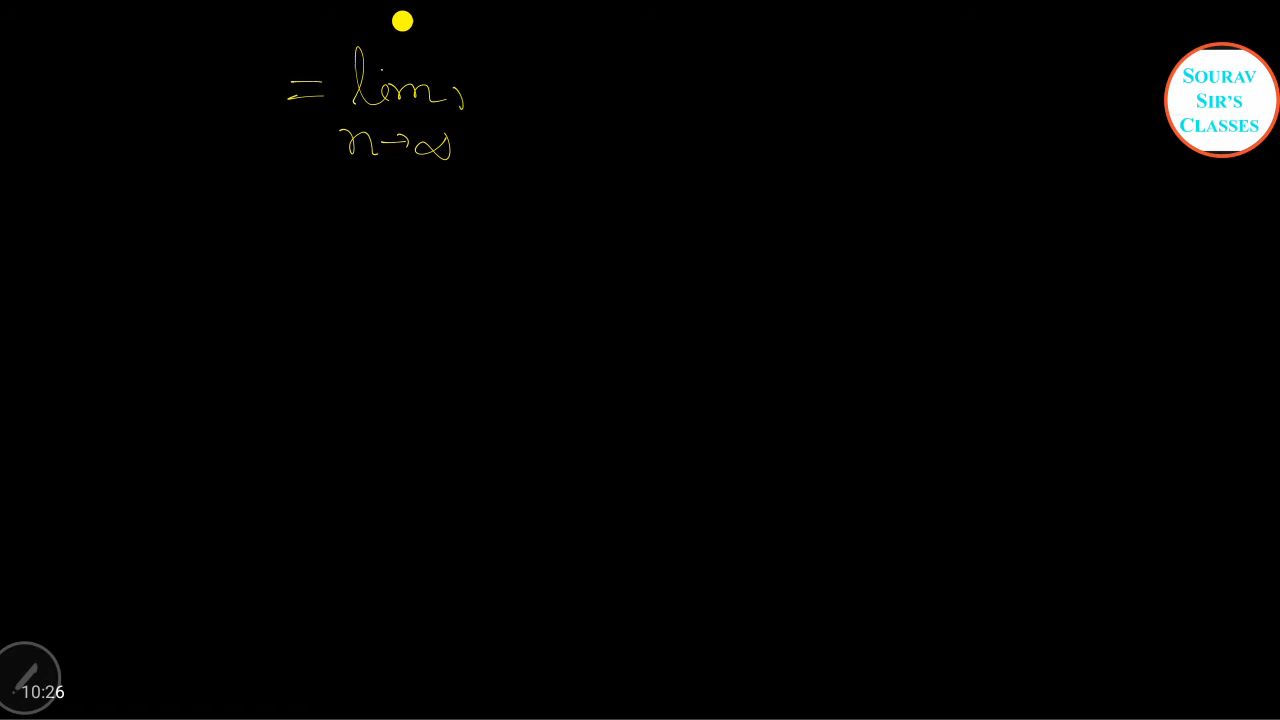 = lim,
n→∞
SOURAV
SIR'S
CLASSES
10:26